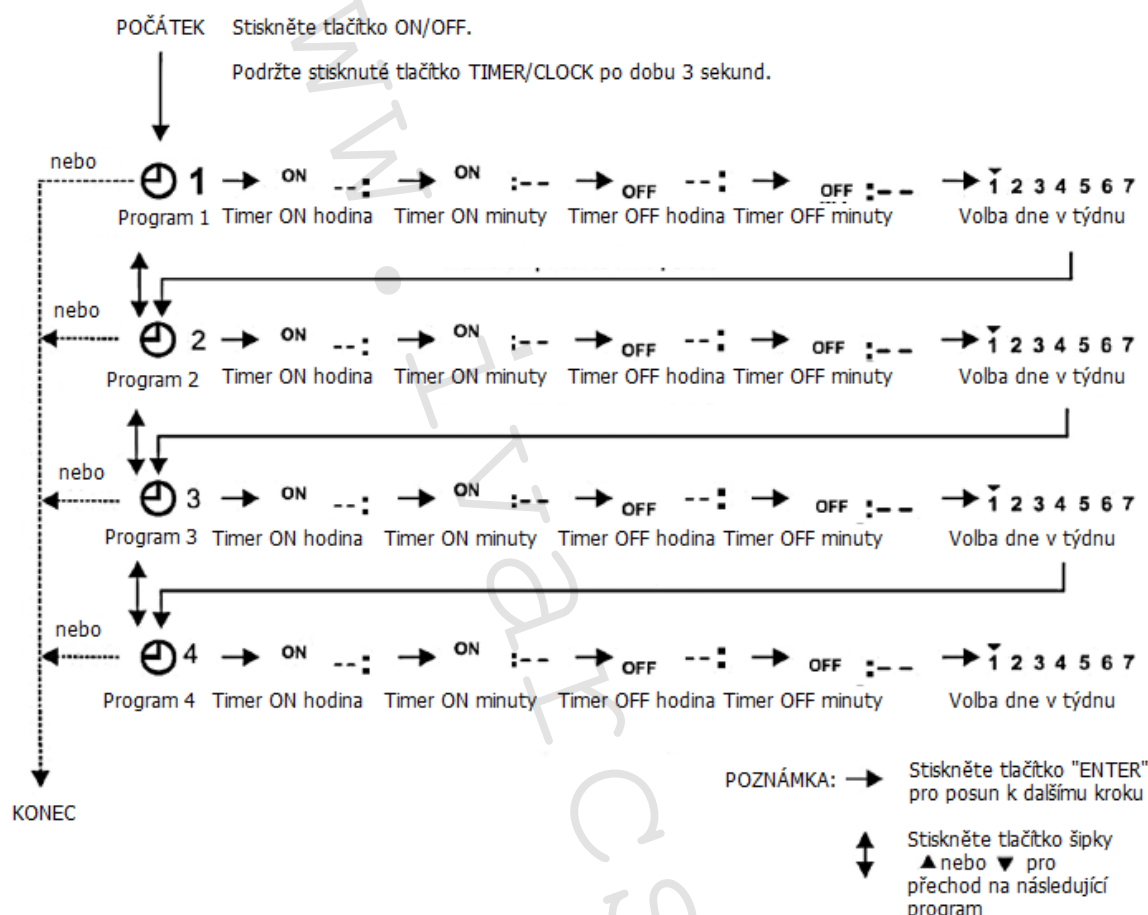 POČÁTEK Stiskněte tlačítko ON/OFF.
Podržte stisknuté tlačítko TIMER/CLOCK po dobu 3 sekund.
nebo
1 ON --: ON :-- OFF --: OFF :-- 1 2 3 4 5 6 7
Program 1 Timer ON hodina Timer ON minuty Timer OFF hodina Timer OFF minuty Volba dne v týdnu
nebo
2 ON --: ON :-- OFF --: OFF :-- 1 2 3 4 5 6 7
Program 2 Timer ON hodina Timer ON minuty Timer OFF hodina Timer OFF minuty Volba dne v týdnu
nebo
3 ON --: ON :-- OFF --: OFF :-- 1 2 3 4 5 6 7
Program 3 Timer ON hodina Timer ON minuty Timer OFF hodina Timer OFF minuty Volba dne v týdnu
nebo
4 ON --: ON :-- OFF --: OFF :-- 1 2 3 4 5 6 7
Program 4 Timer ON hodina Timer ON minuty Timer OFF hodina Timer OFF minuty Volba dne v týdnu
KONEC
POZNÁMKA: → Stiskněte tlačítko "ENTER"
pro posun k dalšímu kroku
Stiskněte tlačítko šipky
▲ nebo ▼ pro
přechod na následující
program